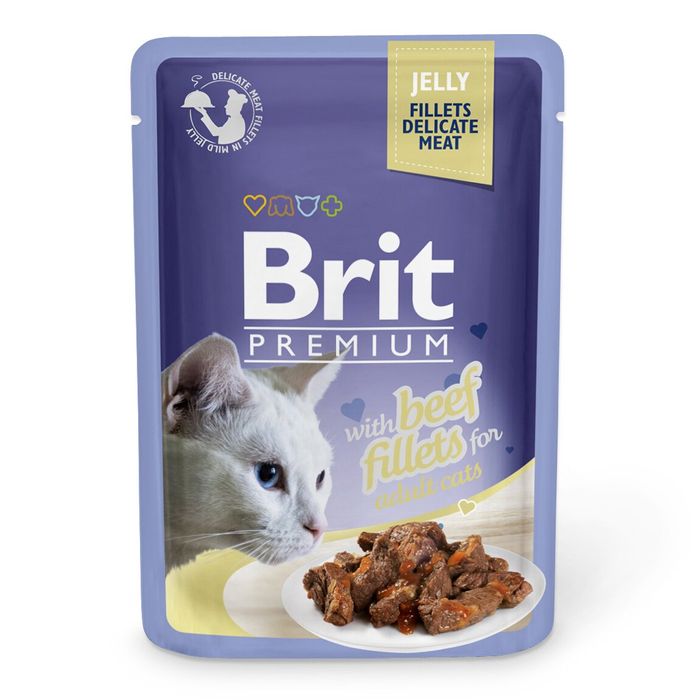 DELICATE MEAT FILLETS IN MILD JELLY
JELLY
FILLETS
DELICATE
MEAT
Brit
PREMIUM
with beef
fillets for
adult cats